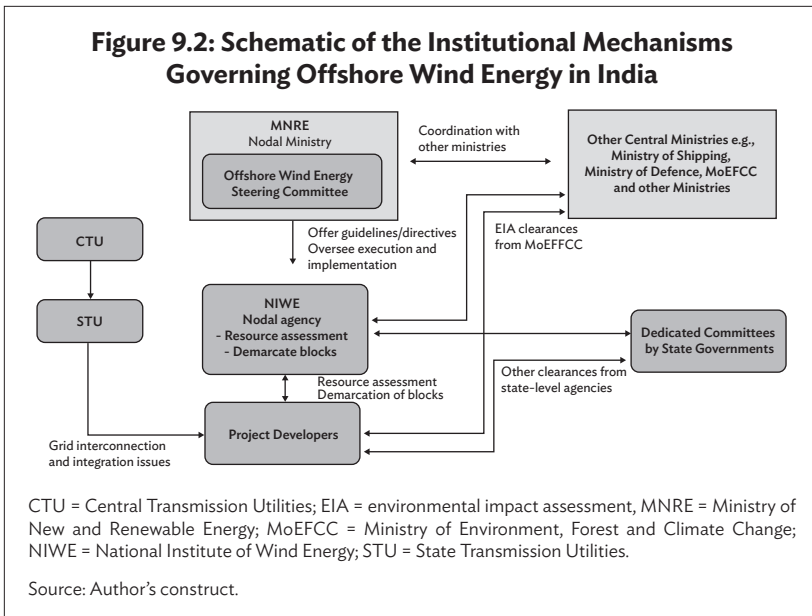 Figure 9.2: Schematic of the Institutional Mechanisms
Governing Offshore Wind Energy in India
MNRE
Nodal Ministry
Offshore Wind Energy
Steering Committee
Coordination with
other ministries
Other Central Ministries e.g.,
Ministry of Shipping,
Ministry of Defence, MoEFCC
and other Ministries
CTU
Offer guidelines/directives
Oversee execution and
implementation
EIA clearances
from MoEFFCC
STU
NIWE
Nodal agency
- Resource assessment
- Demarcate blocks
Dedicated Committees
by State Governments
Resource assessment
Demarcation of blocks
Other clearances from
state-level agencies
Project Developers
Grid interconnection
and integration issues
CTU = Central Transmission Utilities; EIA = environmental impact assessment, MNRE = Ministry of
New and Renewable Energy; MoEFCC = Ministry of Environment, Forest and Climate Change;
NIWE = National Institute of Wind Energy; STU = State Transmission Utilities.
Source: Author's construct.